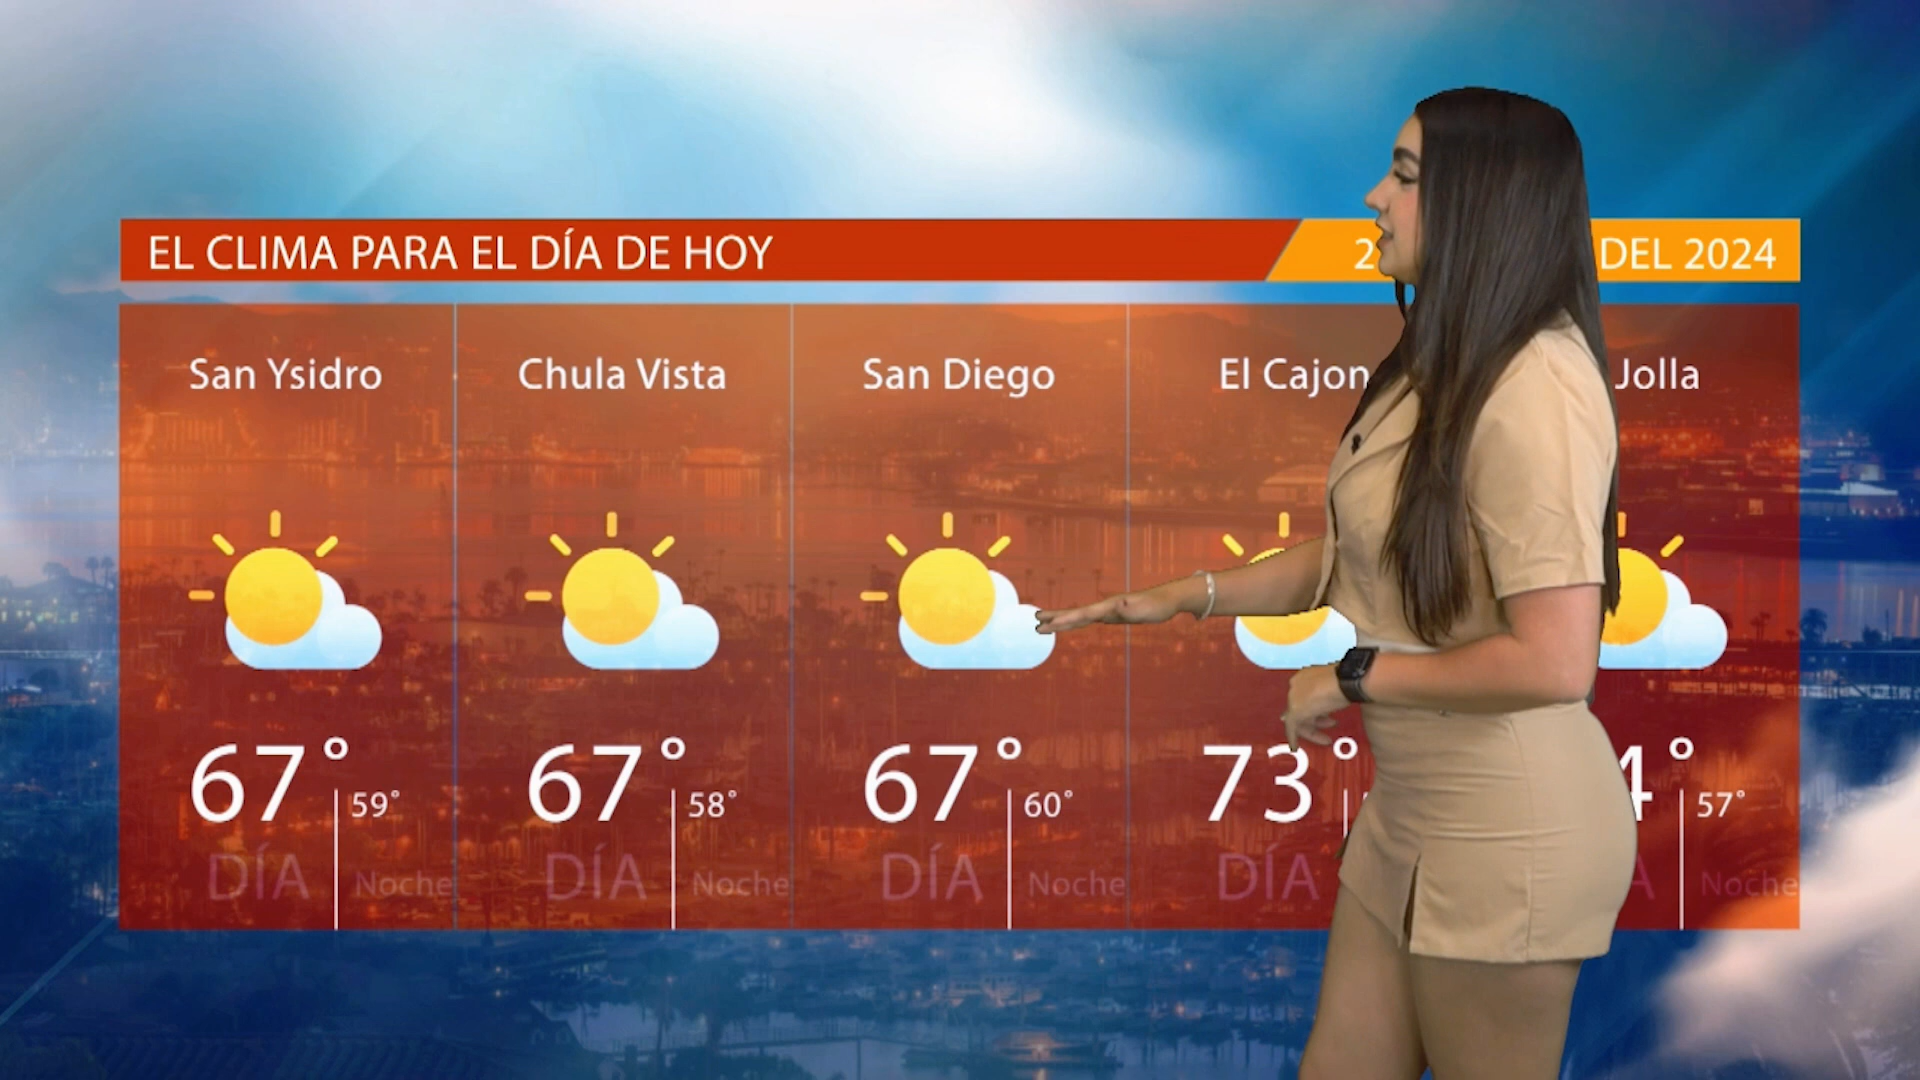 EL CLIMA PARA EL DÍA DE HOY
DEL 2024
San Ysidro
Chula Vista
San Diego
El Cajon
Jolla
67° 59°
67° 58°
67° 60°
73°
57°
DÍA Noche
DÍA Noche
DÍA Noche
DÍA
Noche